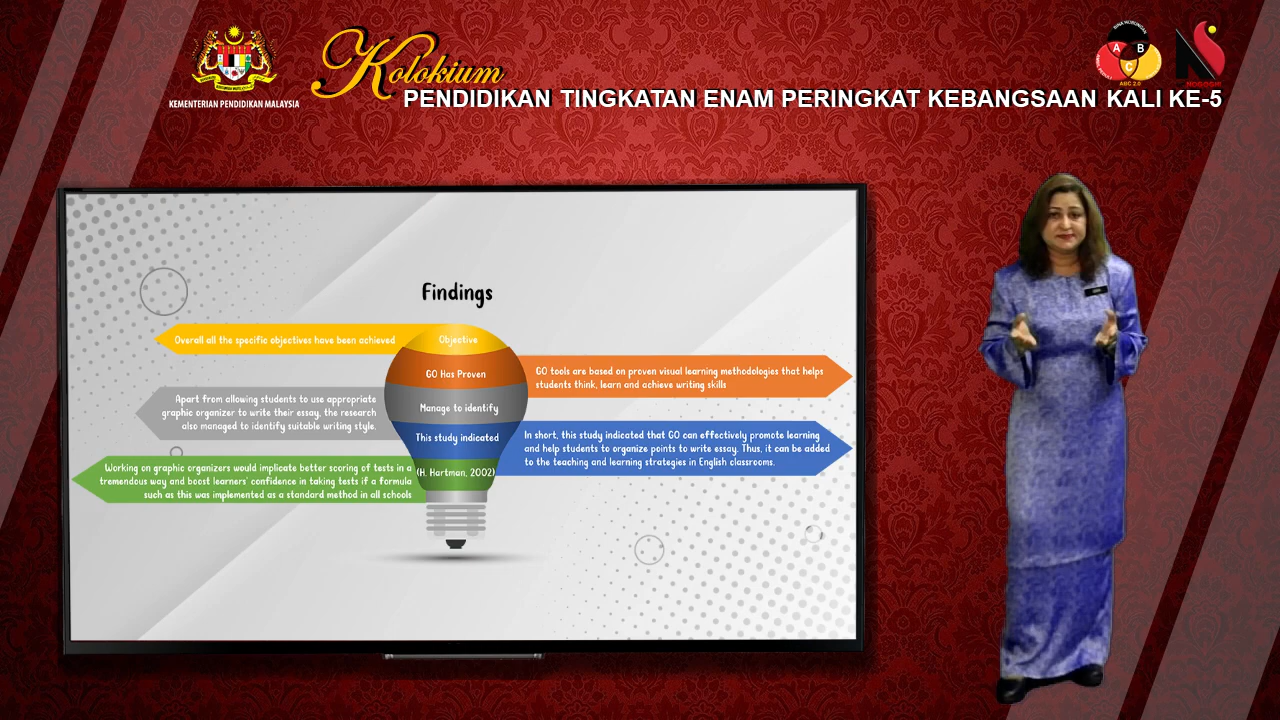 Kolokium
PENDIDIKAN TINGKATAN ENAM PERINGKAT KEBANGSAAN KALI KE-5
KEMENTERIAN PENDIDIKAN MALAYSIA
A B
C
ABC 2.0
Findings
Overall all the specific objectives have been achieved
Objective
GO Has Proven
GO tools are based on proven visual learning methodologies that helps
students think, learn and achieve writing skills
Apart from allowing students to use appropriate
graphic organizer to write their essay, the research
also managed to identify suitable writing style.
Manage to identify
This study indicated
In short, this study indicated that GO can effectively promote learning
and help students to organize points to write essay. Thus, it can be added
to the teaching and learning strategies in English classrooms.
Working on graphic organizers would implicate better scoring of tests in a
tremendous way and boost learners' confidence in taking tests if a formula
such as this was implemented as a standard method in all schools
(H. Hartman, 2002)